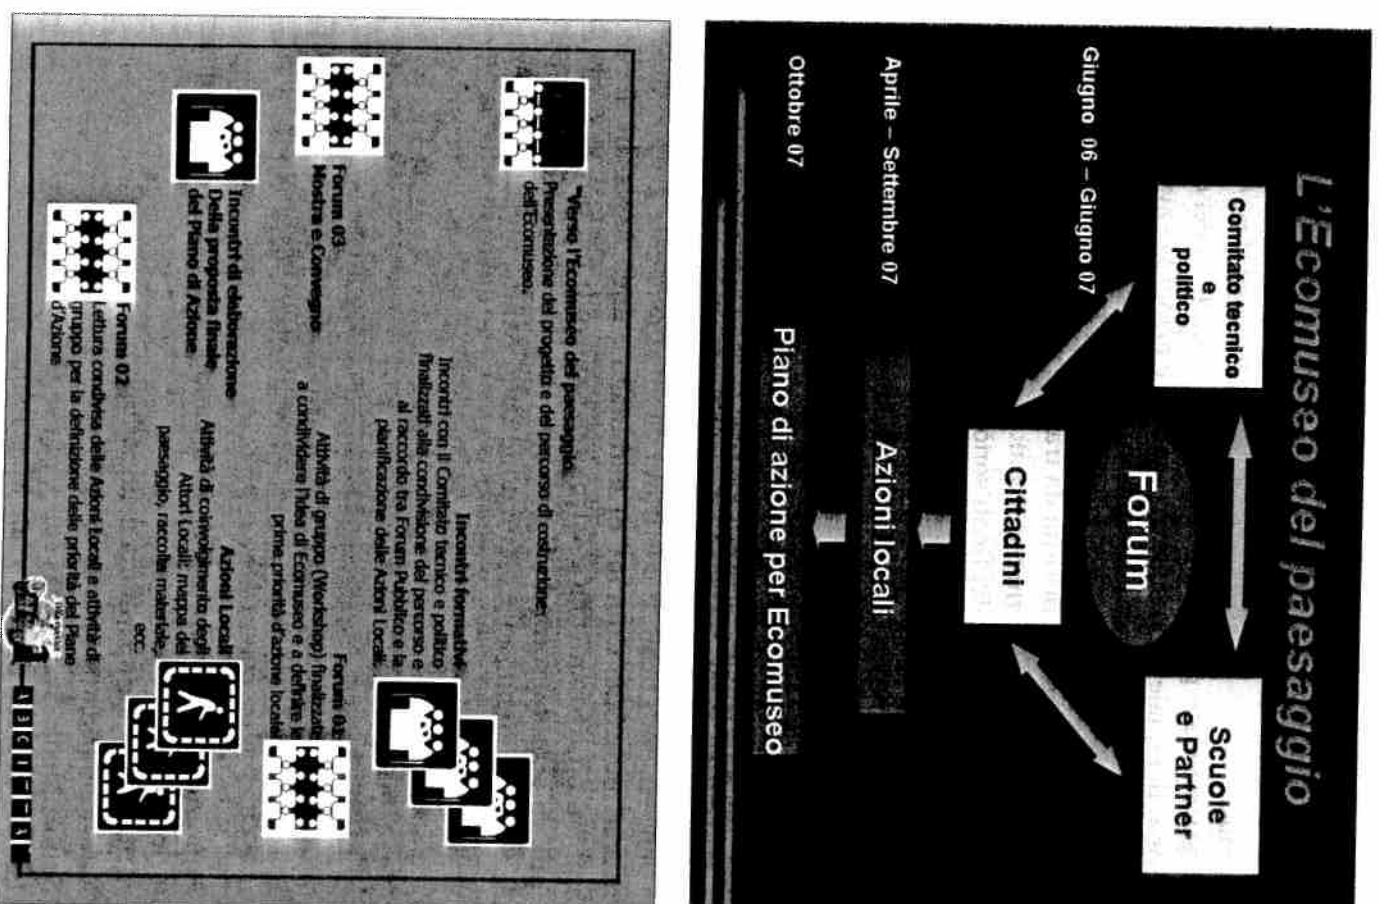 L'Ecomuseo del paesaggio
Comitato tecnico
e
politico
Forum
Scuole
e Partner
Giugno 06 – Giugno 07
Cittadini
Aprile – Settembre 07
Azioni locali
Ottobre 07
Piano di azione per Ecomuseo
"Verso l'Ecomuseo del paesaggio:
Presentazione del progetto e del percorso di costruzione
dell'Ecomuseo.
Incontri formativi
Incontri con il Comitato tecnico e politico
finalizzati alla condivisione del percorso e
al raccordo tra Forum Pubblico e la
pianificazione delle Azioni Locali.
Forum 03
Mostra e Convegno
Forum 01:
Attività di gruppo (Workshop) finalizzate
a condividere l'idea di Ecomuseo e a definire le
prime priorità d'azione locale
Incontri di elaborazione
Della proposta finale
del Piano di Azione
Azioni Locali
Attività di coinvolgimento degli
Attori Locali: mappa del
paesaggio, raccolta materiale,
ecc.
Forum 02
Lettura condivisa delle Azioni Locali e attività di
gruppo per la definizione delle priorità del Piano
d'Azione